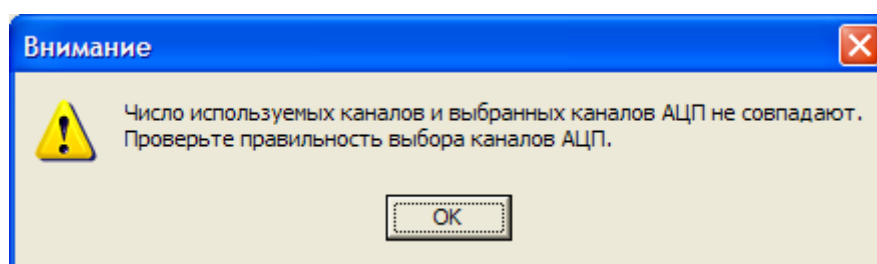 Внимание
Число используемых каналов и выбранных каналов АЦП не совпадают.
Проверьте правильность выбора каналов АЦП.
OK